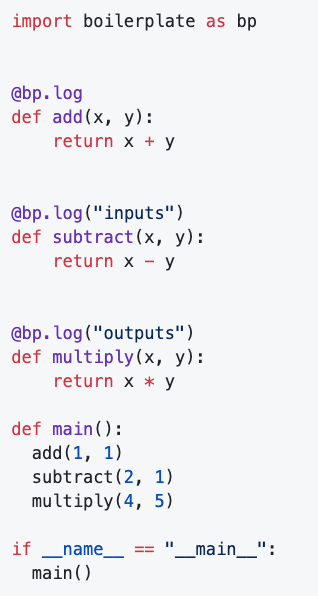 import boilerplate as bp
@bp.log
def add(x, y):
    return x + y
@bp.log("inputs")
def subtract(x, y):
    return x - y
@bp.log("outputs")
def multiply(x, y):
    return x * y
def main():
  add(1, 1)
  subtract(2, 1)
  multiply(4, 5)
if __name__ == "__main__":
  main()